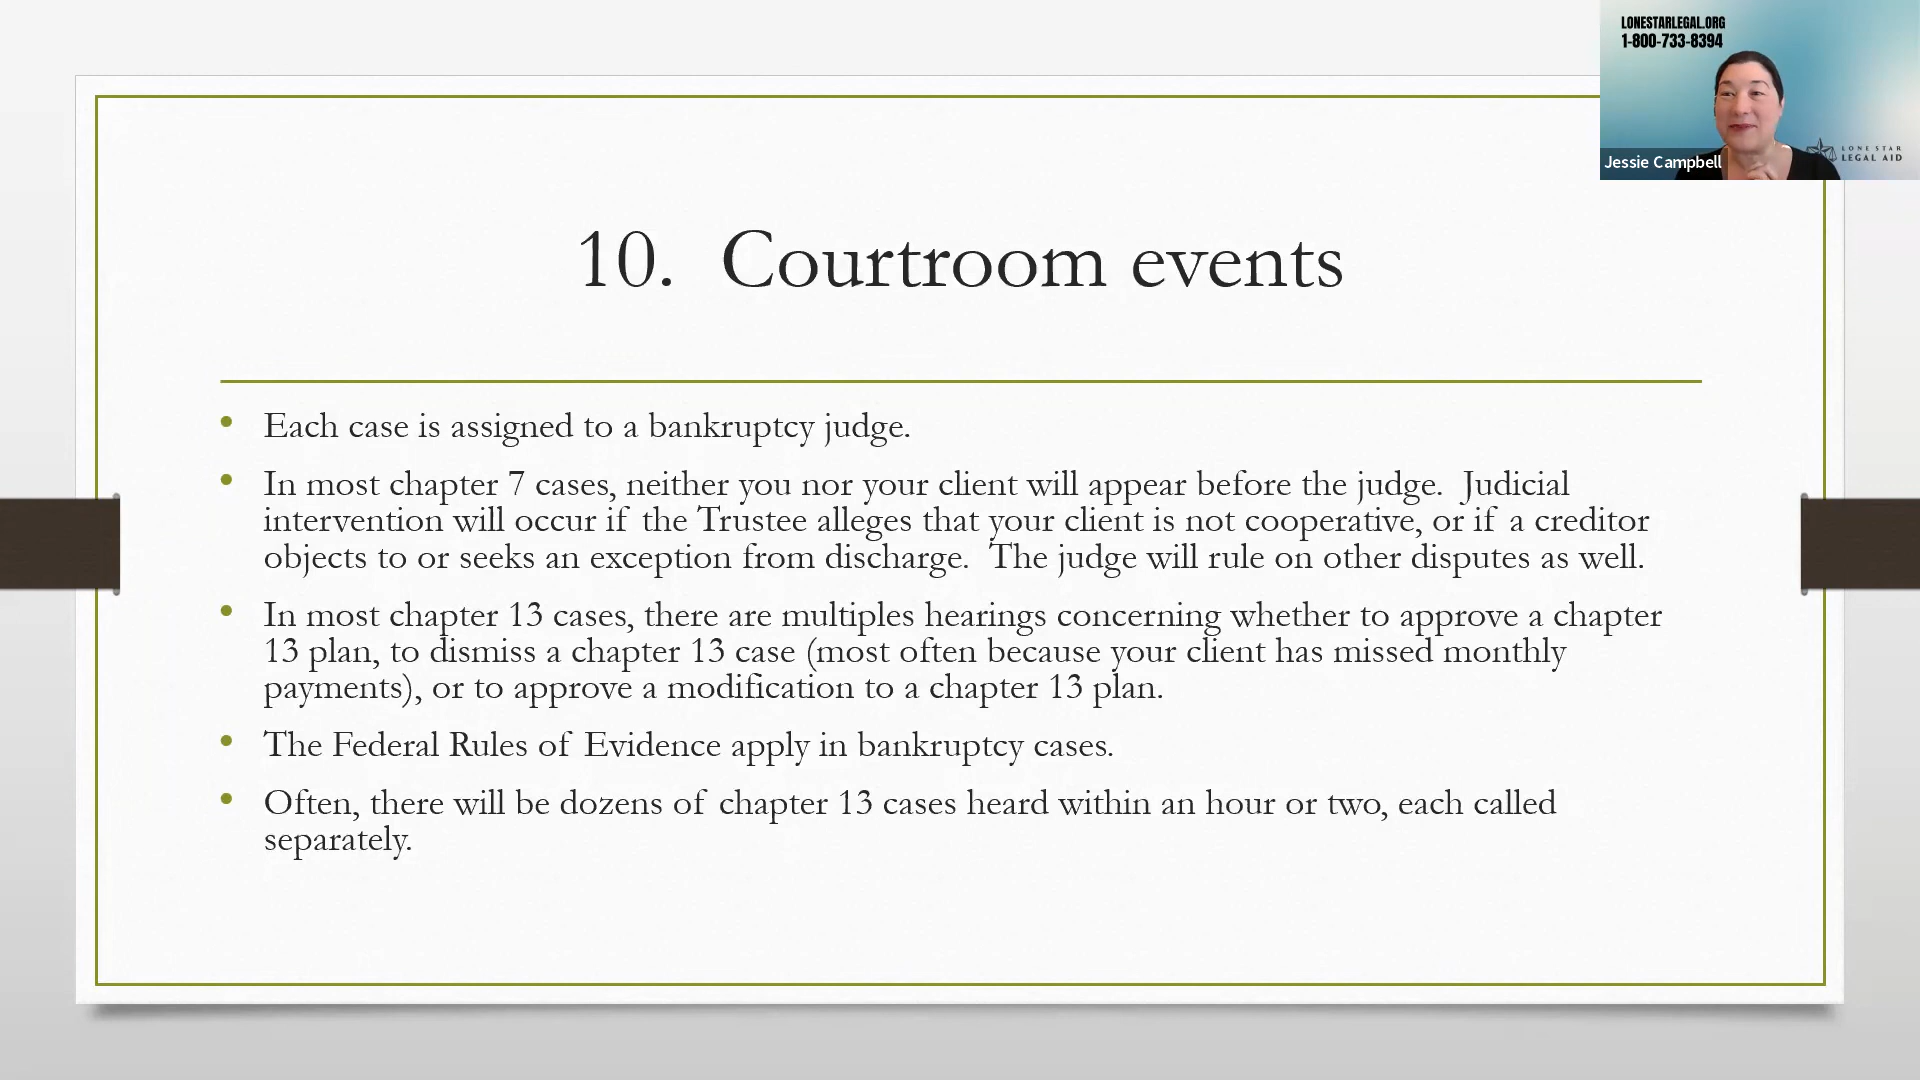 LONESTARLEGAL.ORG
1-800-733-8394
Jessie Campbell
LONE STAR
LEGAL AID
10. Courtroom events
• Each case is assigned to a bankruptcy judge.
• In most chapter 7 cases, neither you nor your client will appear before the judge. Judicial
intervention will occur if the Trustee alleges that your client is not cooperative, or if a creditor
objects to or seeks an exception from discharge. The judge will rule on other disputes as well.
• In most chapter 13 cases, there are multiples hearings concerning whether to approve a chapter
13 plan, to dismiss a chapter 13 case (most often because your client has missed monthly
payments), or to approve a modification to a chapter 13 plan.
• The Federal Rules of Evidence apply in bankruptcy cases.
• Often, there will be dozens of chapter 13 cases heard within an hour or two, each called
separately.